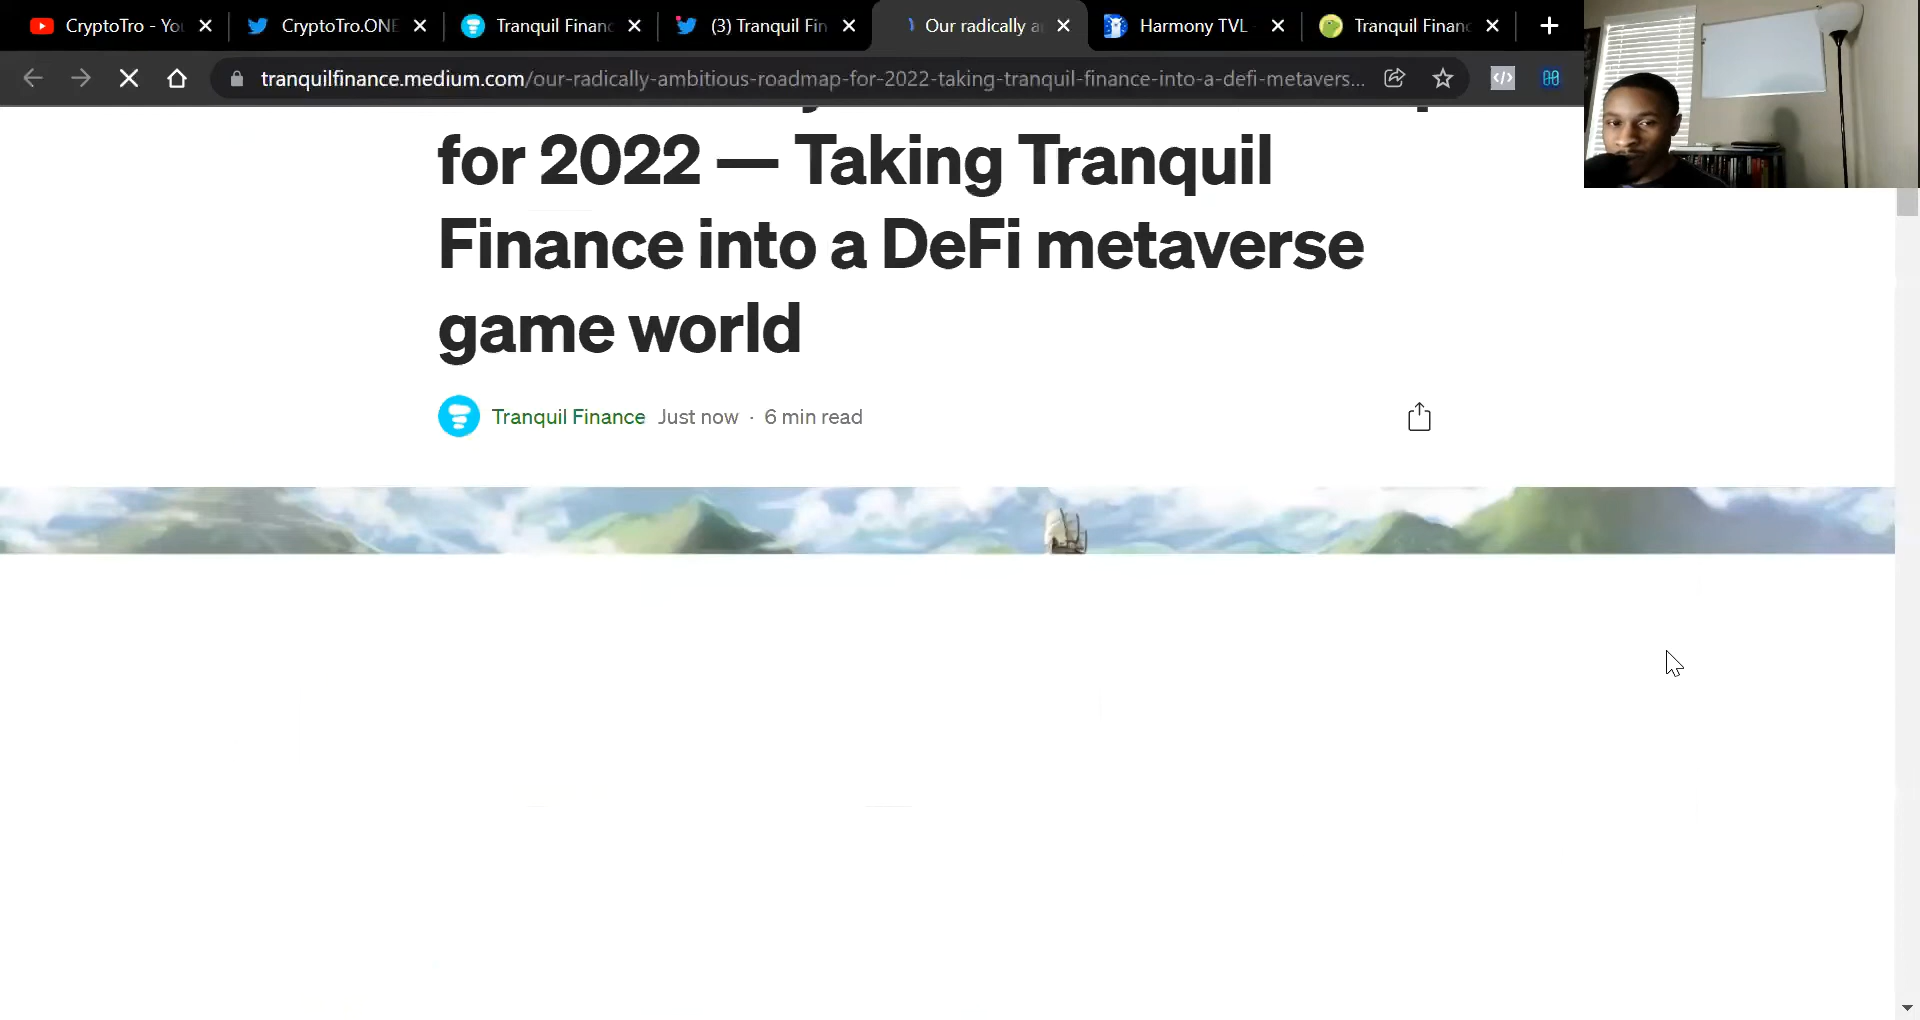 CryptoTro - You
CryptoTro.ONE
Tranquil Financ
(3) Tranquil Fin
Our radically a
Harmony TVL
Tranquil Financ
tranquilfinance.medium.com/our-radically-ambitious-roadmap-for-2022-taking-tranquil-finance-into-a-defi-metavers...
for 2022 — Taking Tranquil
Finance into a DeFi metaverse
game world
Tranquil Finance Just now · 6 min read